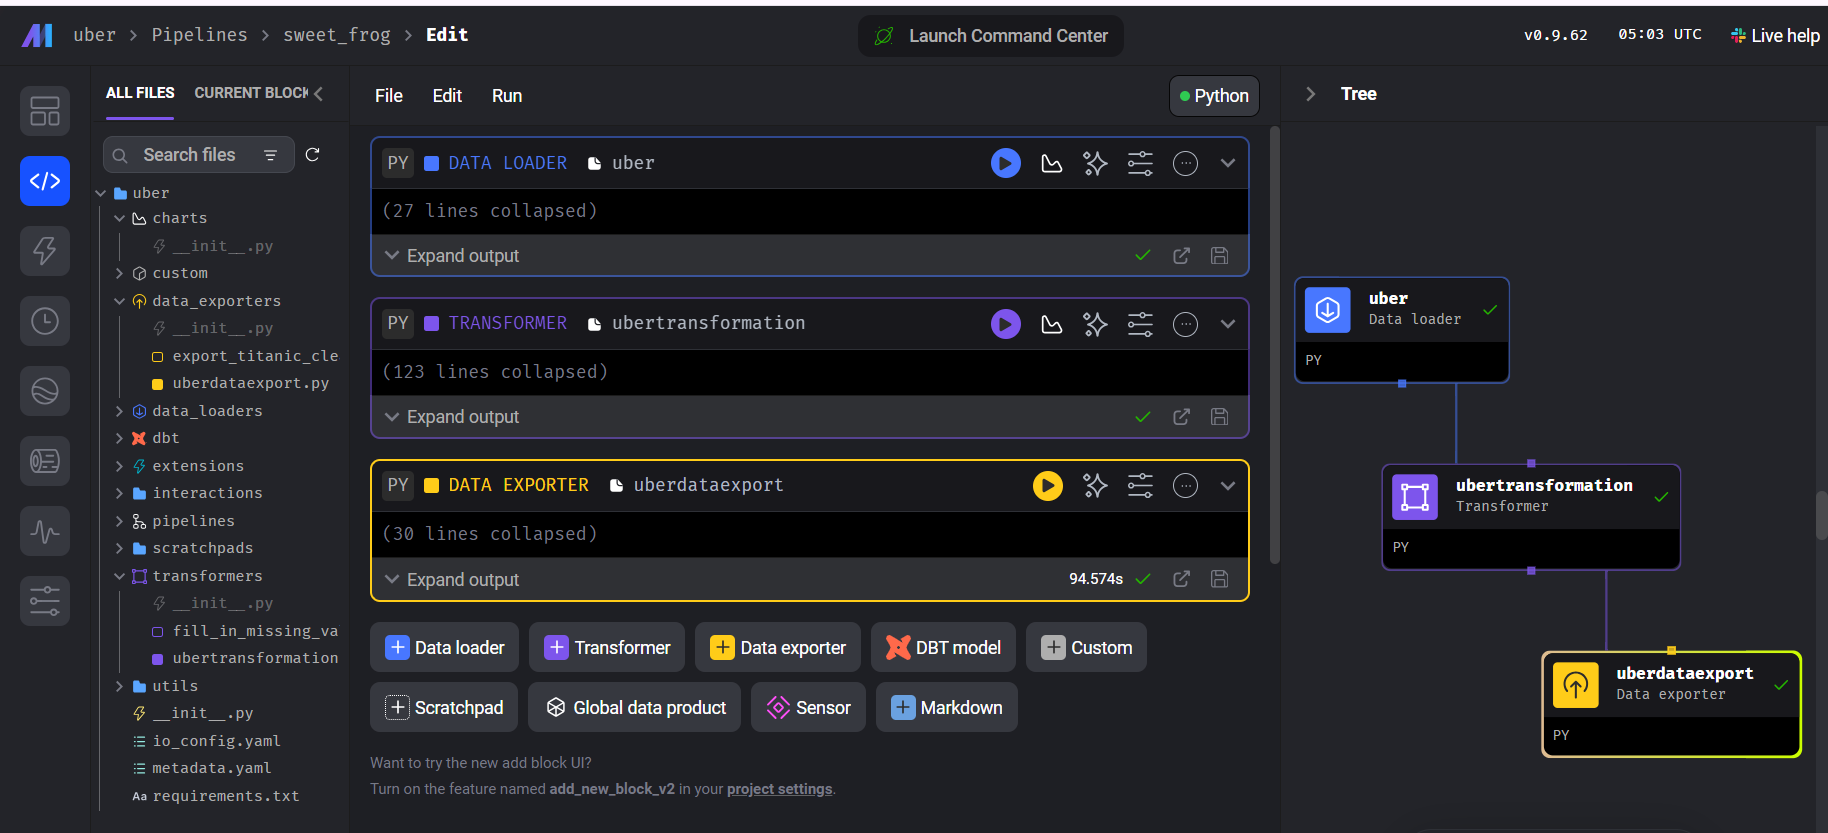 uber > Pipelines > sweet_frog > Edit
Launch Command Center
v0.9.62 05:03 UTC Live help
ALL FILES CURRENT BLOCK
Search files
uber
charts
__init__.py
custom
data_exporters
__init__.py
export_titanic_cle
uberdataexport.py
data_loaders
dbt
extensions
interactions
pipelines
scratchpads
transformers
__init__.py
fill_in_missing_va
ubertransformation
utils
__init__.py
io_config.yaml
metadata.yaml
Aa requirements.txt
File Edit Run
Python
PY DATA LOADER uber
(27 lines collapsed)
Expand output
PY TRANSFORMER ubertransformation
(123 lines collapsed)
Expand output
PY DATA EXPORTER uberdataexport
(30 lines collapsed)
Expand output 94.574s
Data loader Transformer Data exporter DBT model Custom
Scratchpad Global data product Sensor Markdown
Want to try the new add block UI?
Turn on the feature named add_new_block_v2 in your project settings.
Tree
uber
Data loader
PY
ubertransformation
Transformer
PY
uberdataexport
Data exporter
PY